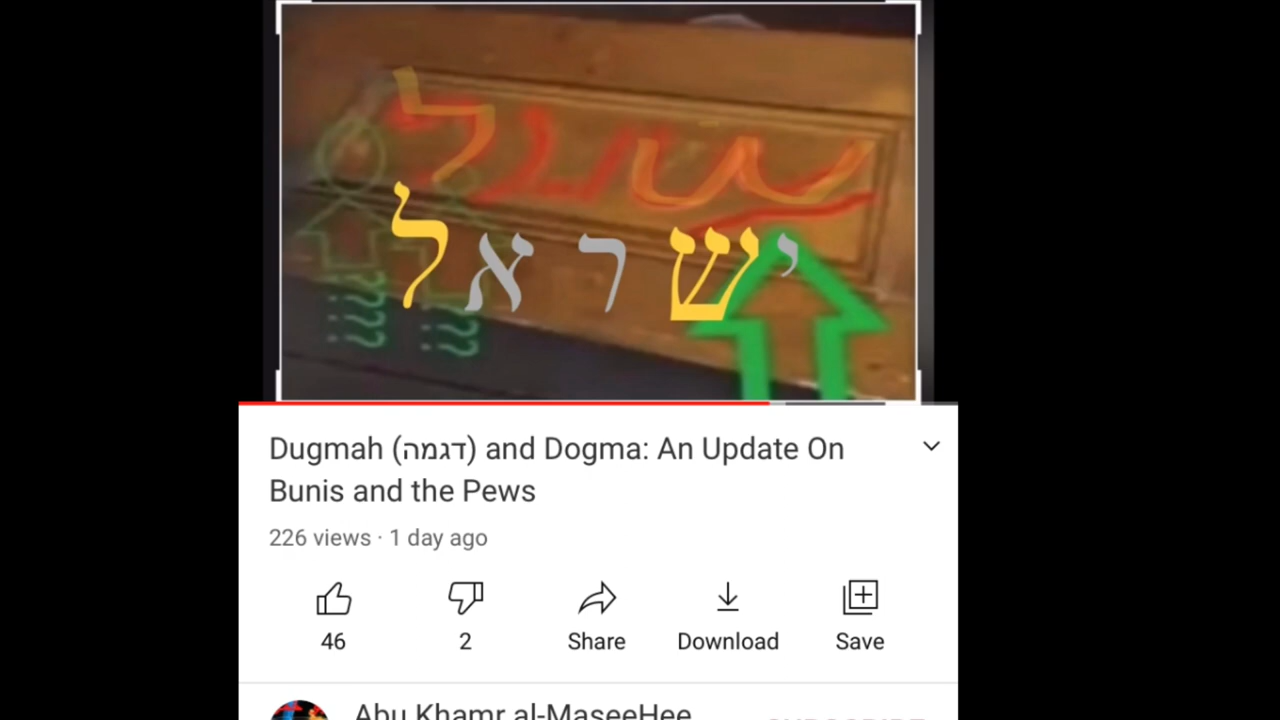 י ש ר א ל
Dugmah (דגמה) and Dogma: An Update On
Bunis and the Pews
226 views · 1 day ago
46
2
Share
Download
Save
Abu Khamr al-MaseeHee